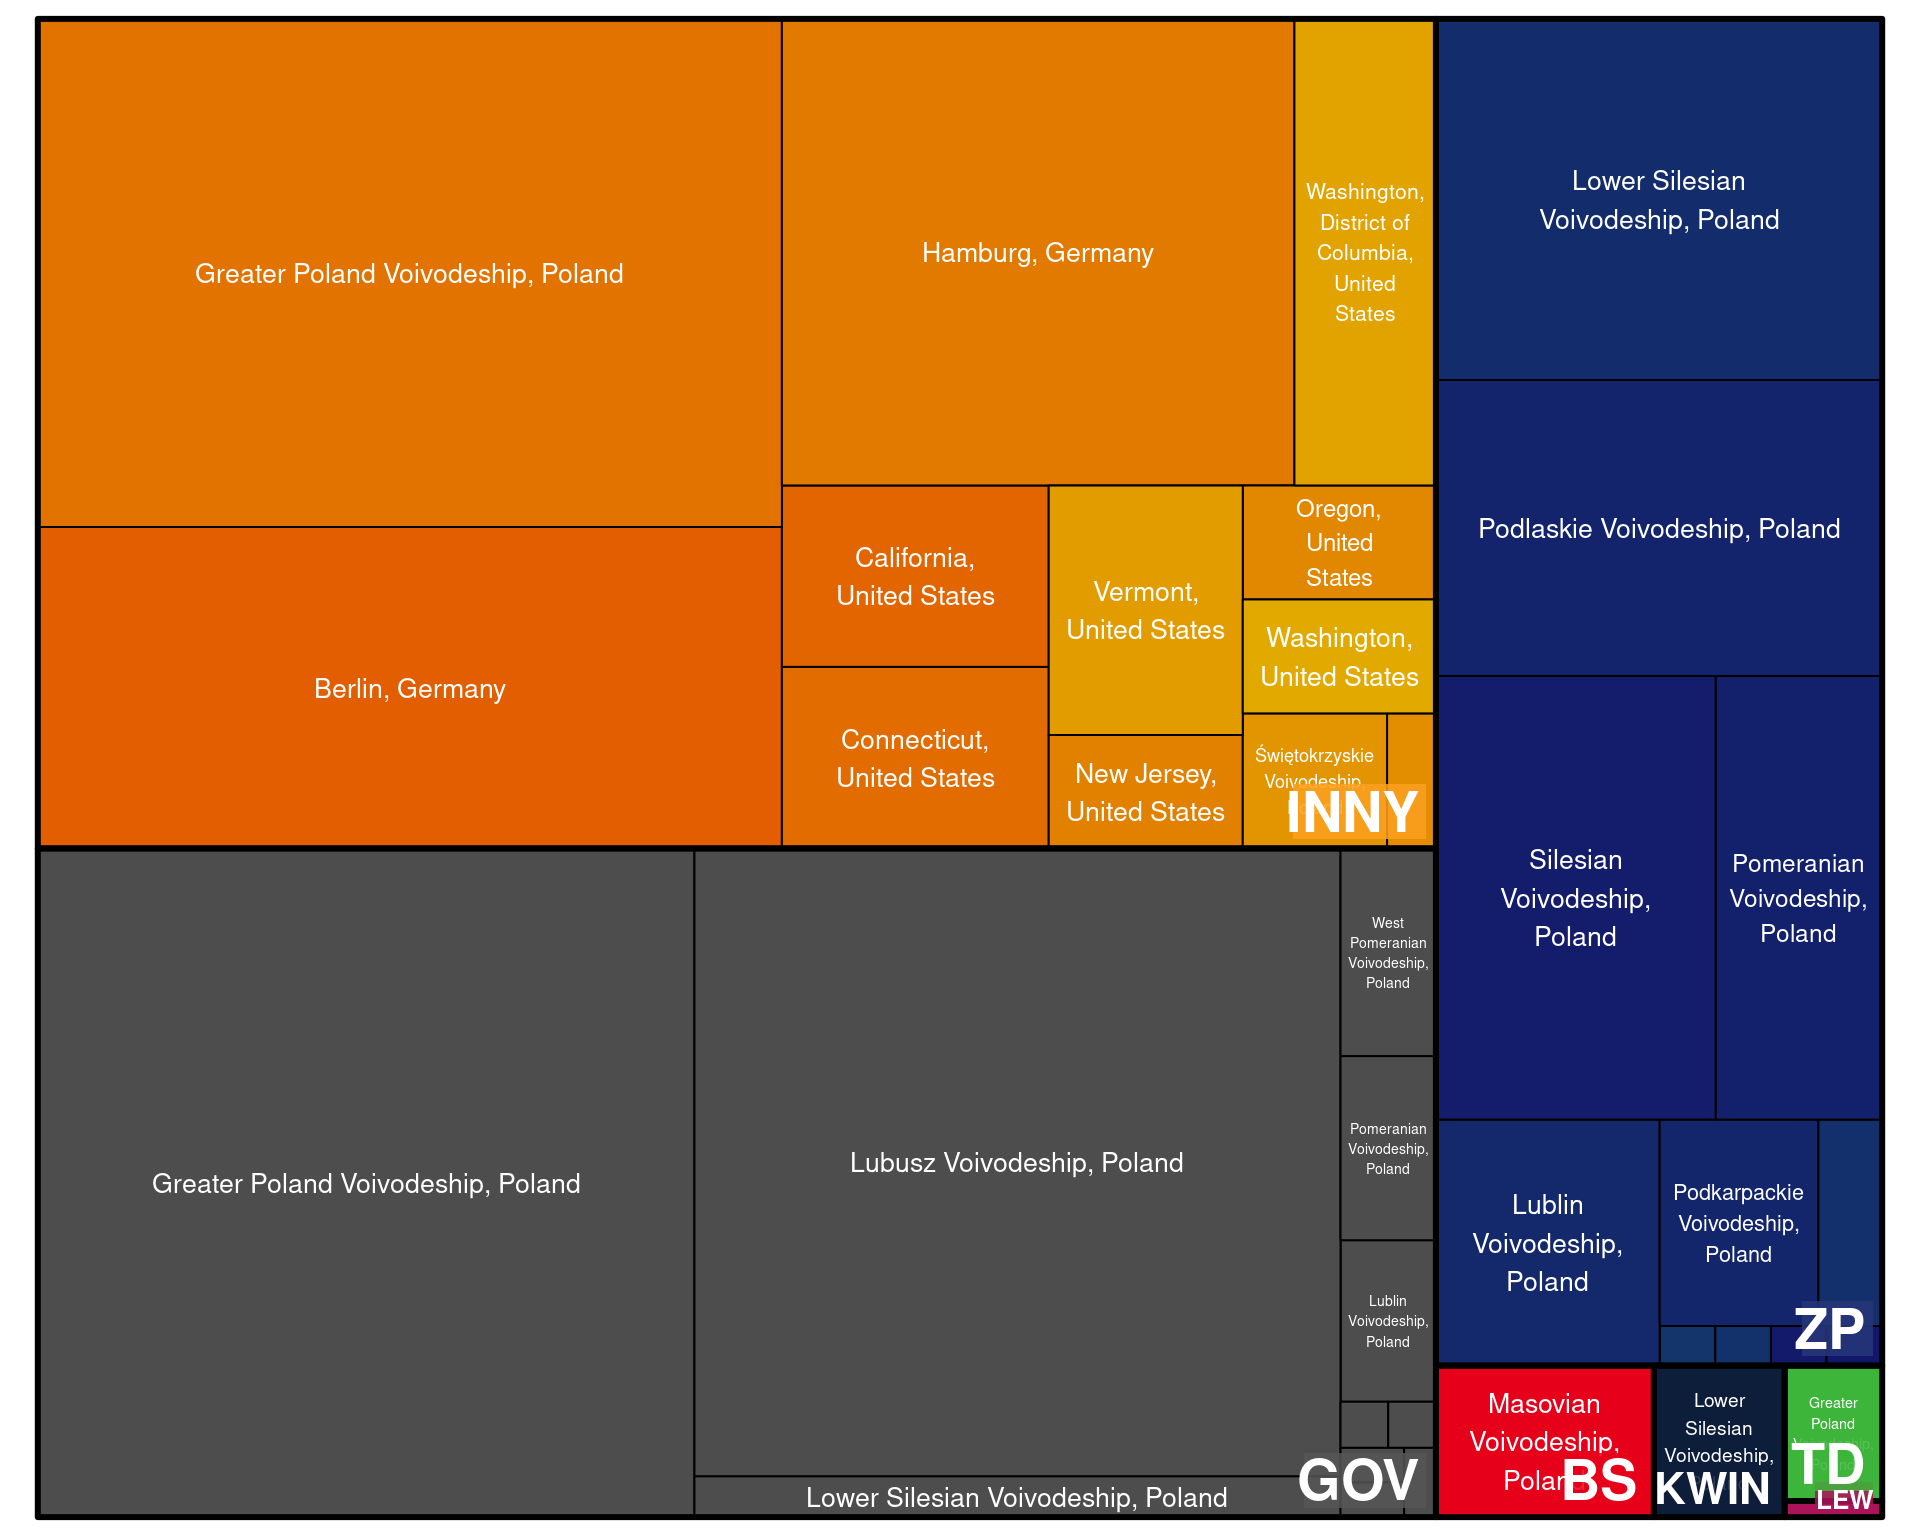 Greater Poland Voivodeship, Poland
Berlin, Germany
Hamburg, Germany
Washington,
District of
Columbia,
United
States
California,
United States
Connecticut,
United States
Vermont,
United States
New Jersey,
United States
Oregon,
United
States
Washington,
United States
Świętokrzyskie
Voivodeship,
INNY
Greater Poland Voivodeship, Poland
Lubusz Voivodeship, Poland
Lower Silesian Voivodeship, Poland
West
Pomeranian
Voivodeship,
Poland
Pomeranian
Voivodeship,
Poland
Lublin
Voivodeship,
Poland
GOV
Lower Silesian
Voivodeship, Poland
Podlaskie Voivodeship, Poland
Silesian
Voivodeship,
Poland
Pomeranian
Voivodeship,
Poland
Lublin
Voivodeship,
Poland
Podkarpackie
Voivodeship,
Poland
ZP
Masovian
Voivodeship,
Poland
BS
Lower
Silesian
Voivodeship,
KWIN
Greater
Poland
TD
LEW